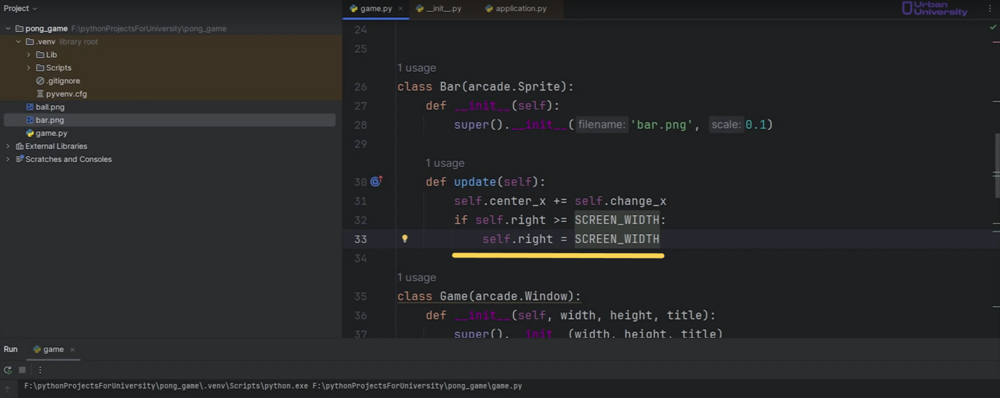 Project
pong_game F:\pythonProjectsForUniversity\pong_game
.venv library root
Lib
Scripts
.gitignore
pyvenv.cfg
ball.png
bar.png
game.py
External Libraries
Scratches and Consoles
game.py
__init__.py
application.py
Urban
University
24
25
1 usage
26 class Bar(arcade.Sprite):
27 def __init__(self):
28 super().__init__( filename: 'bar.png', scale: 0.1)
29
1 usage
30 def update(self):
31 self.center_x += self.change_x
32 if self.right >= SCREEN_WIDTH:
33 self.right = SCREEN_WIDTH
34
1 usage
35 class Game(arcade.Window):
36 def __init__(self, width, height, title):
37 super().__init__(width, height, title)
Run game
F:\pythonProjectsForUniversity\pong_game\.venv\Scripts\python.exe F:\pythonProjectsForUniversity\pong_game\game.py